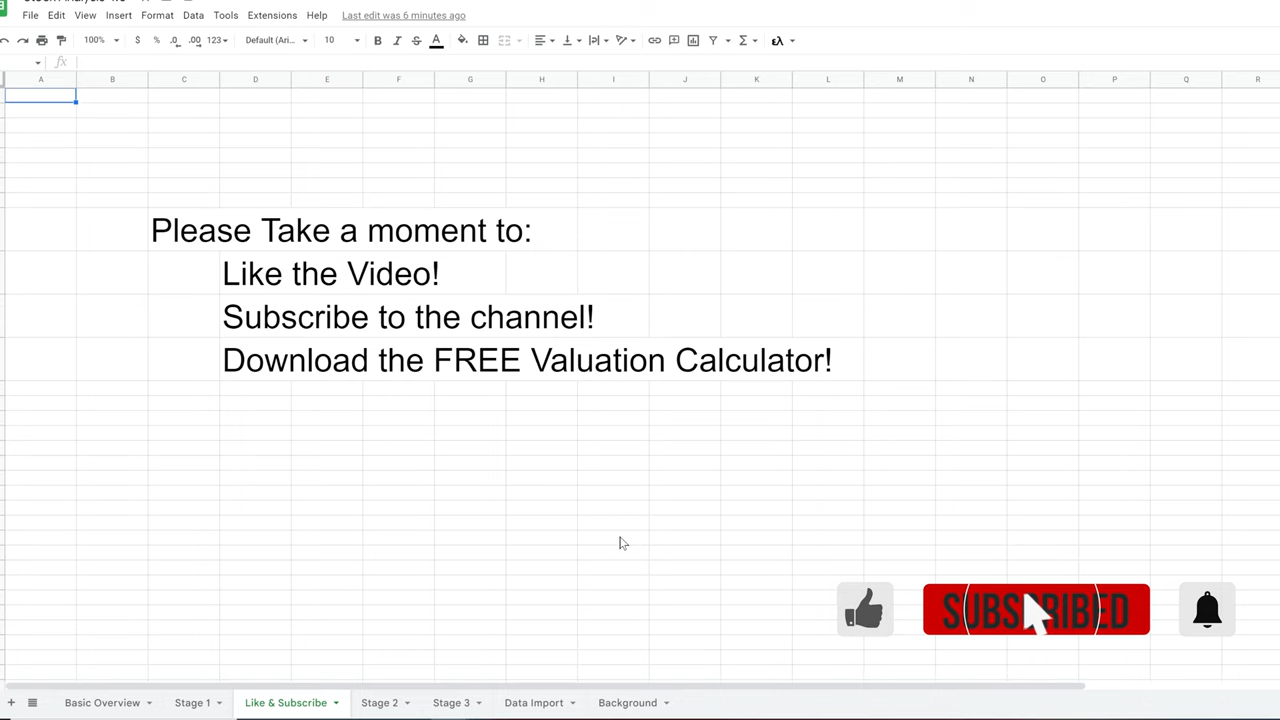 File Edit View Insert Format Data Tools Extensions Help Last edit was 6 minutes ago
100% $ % .0 .00 123 Default (Ari... 10 B I S A
fx
A B C D E F G H I J K L M N O P Q R
Please Take a moment to:
Like the Video!
Subscribe to the channel!
Download the FREE Valuation Calculator!
SUBSCRIBED
Basic Overview Stage 1 Like & Subscribe Stage 2 Stage 3 Data Import Background